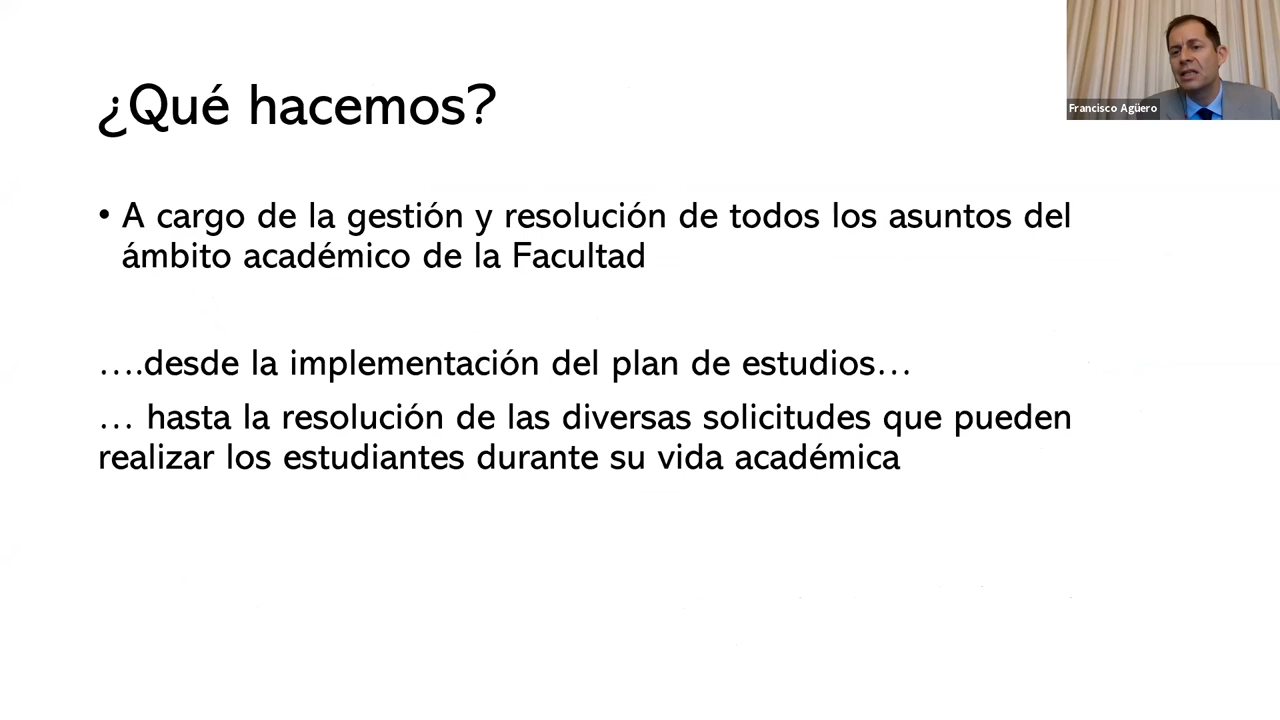 ¿Qué hacemos?
Francisco Agüero
• A cargo de la gestión y resolución de todos los asuntos del
ámbito académico de la Facultad
….desde la implementación del plan de estudios…
… hasta la resolución de las diversas solicitudes que pueden
realizar los estudiantes durante su vida académica